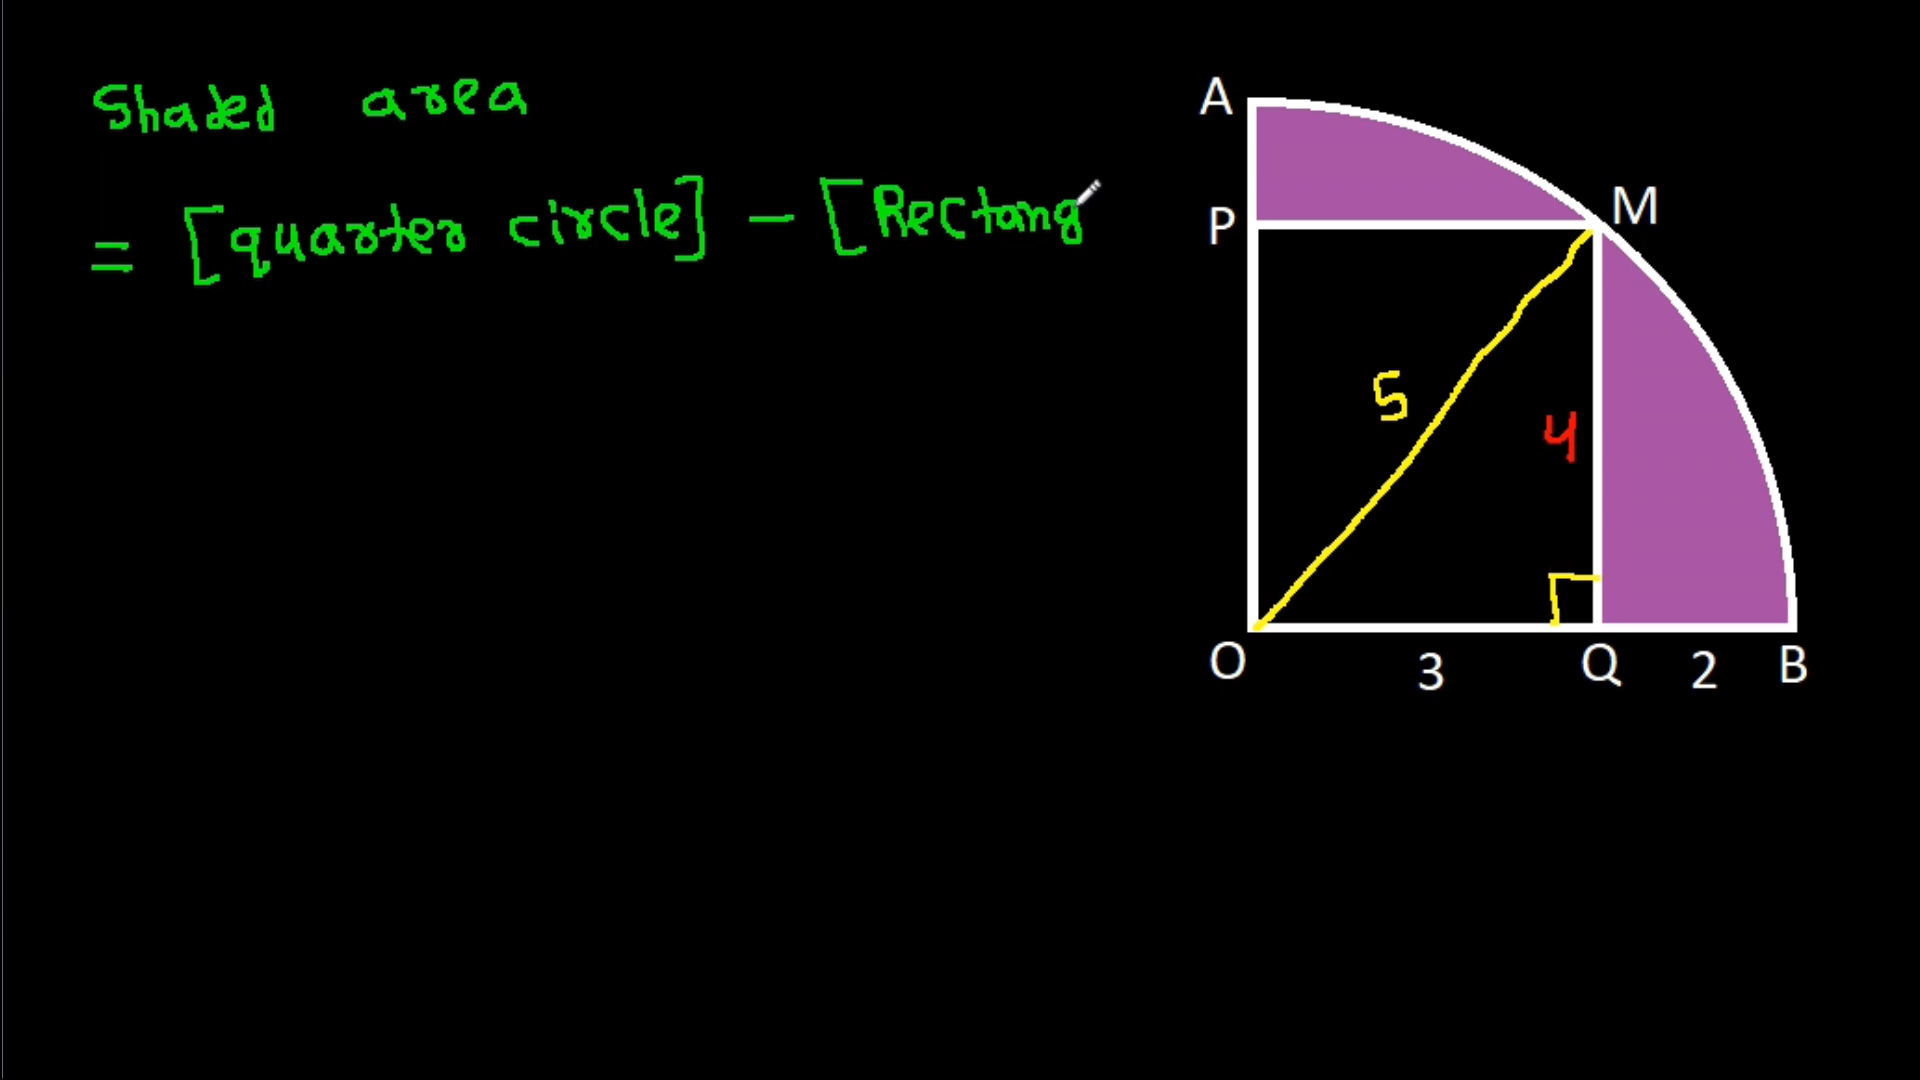 Shaded area
= [quarter circle] - [Rectang
A
P
M
5
4
O
3
Q
2
B